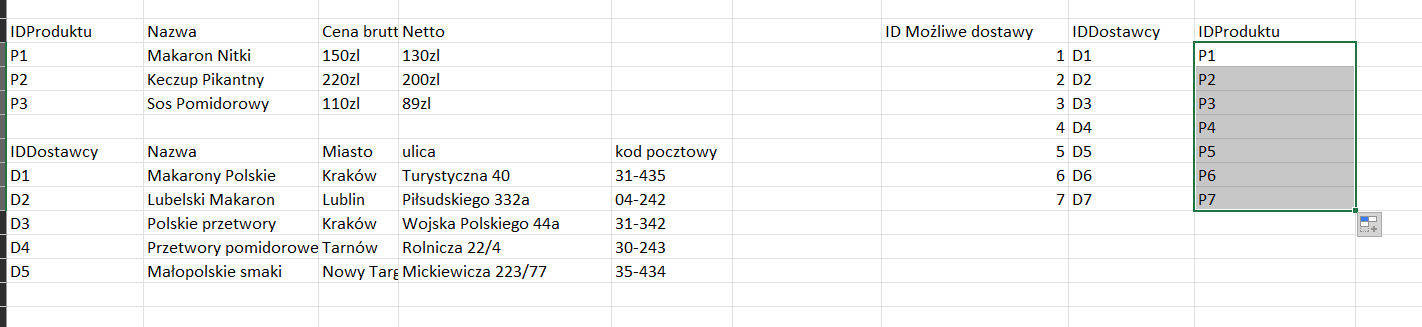 IDProduktu Nazwa Cena brutt Netto ID Możliwe dostawy IDDostawcy IDProduktu
P1 Makaron Nitki 150zl 130zl 1 D1 P1
P2 Keczup Pikantny 220zl 200zl 2 D2 P2
P3 Sos Pomidorowy 110zl 89zl 3 D3 P3
4 D4 P4
IDDostawcy Nazwa Miasto ulica kod pocztowy 5 D5 P5
D1 Makarony Polskie Kraków Turystyczna 40 31-435 6 D6 P6
D2 Lubelski Makaron Lublin Piłsudskiego 332a 04-242 7 D7 P7
D3 Polskie przetwory Kraków Wojska Polskiego 44a 31-342
D4 Przetwory pomidorowe Tarnów Rolnicza 22/4 30-243
D5 Małopolskie smaki Nowy Targ Mickiewicza 223/77 35-434